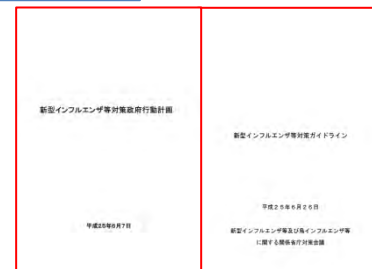 新型インフルエンザ等対策政府行動計画
平成25年6月7日
新型インフルエンザ等対策ガイドライン
平成25年6月26日
新型インフルエンザ等及び鳥インフルエンザ等
に関する関係省庁対策会議